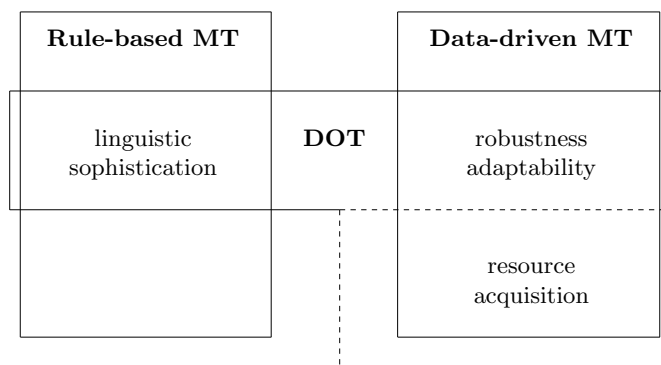 Rule-based MT
Data-driven MT
linguistic
sophistication
DOT
robustness
adaptability
resource
acquisition